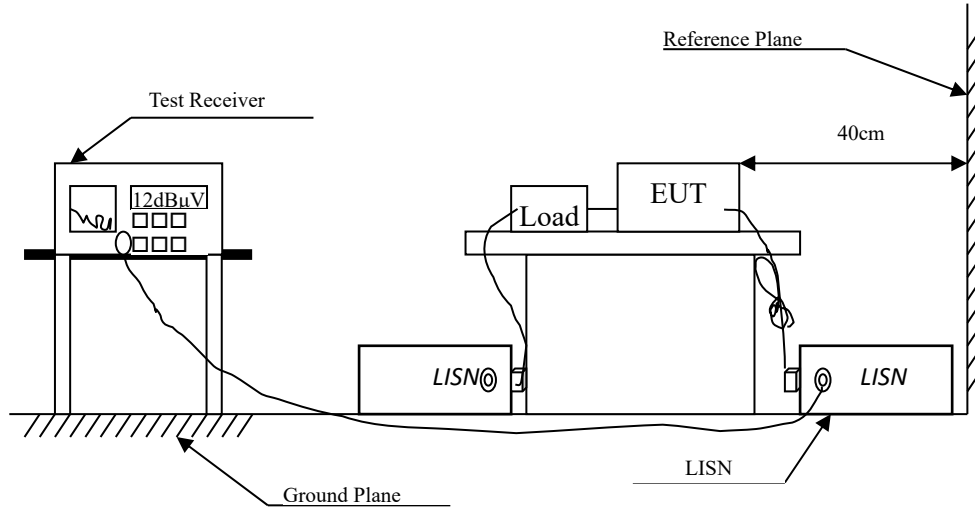 Reference Plane
Test Receiver
40cm
12dBμV
EUT
Load
LISN
LISN
LISN
Ground Plane